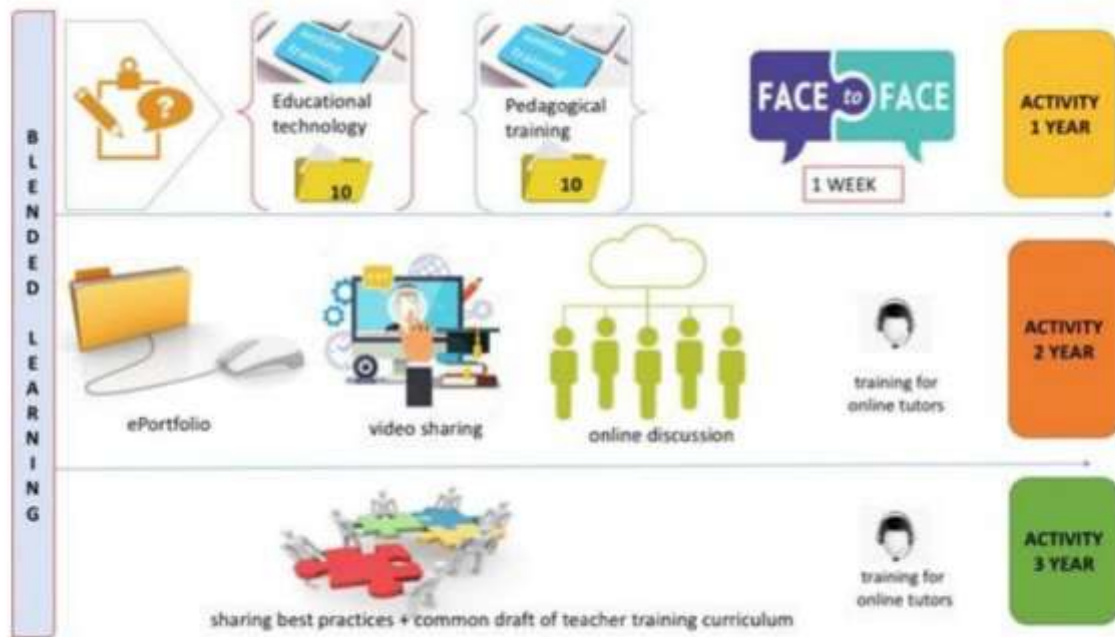 BLENDED LEARNING
Educational
technology
10
Pedagogical
training
10
FACE to FACE
1 WEEK
ACTIVITY
1 YEAR
ePortfolio
video sharing
online discussion
training for
online tutors
ACTIVITY
2 YEAR
sharing best practices + common draft of teacher training curriculum
training for
online tutors
ACTIVITY
3 YEAR